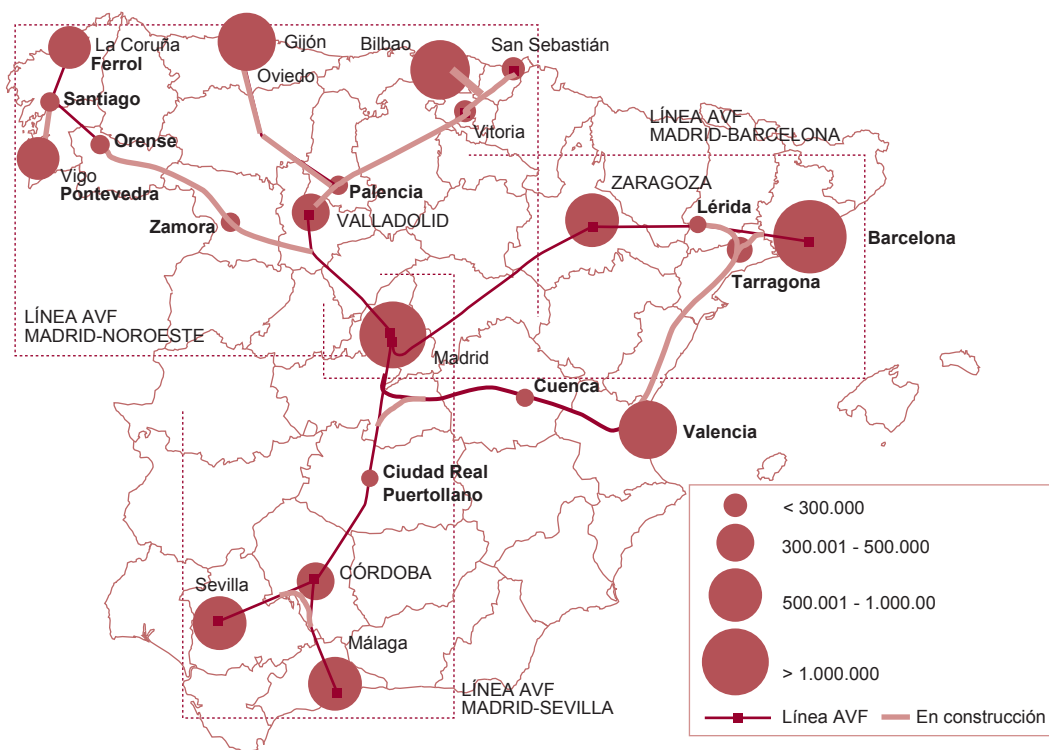 La Coruña
Ferrol
Gijón
Oviedo
Bilbao
San Sebastián
Santiago
Orense
Vitoria
LÍNEA AVF
MADRID-BARCELONA
Vigo
Pontevedra
Palencia
ZARAGOZA
Zamora
VALLADOLID
Lérida
Barcelona
Tarragona
LÍNEA AVF
MADRID-NOROESTE
Madrid
Cuenca
Valencia
Ciudad Real
Puertollano
Sevilla
CÓRDOBA
Málaga
LÍNEA AVF
MADRID-SEVILLA
< 300.000
300.001 - 500.000
500.001 - 1.000.00
> 1.000.000
Línea AVF
En construcción